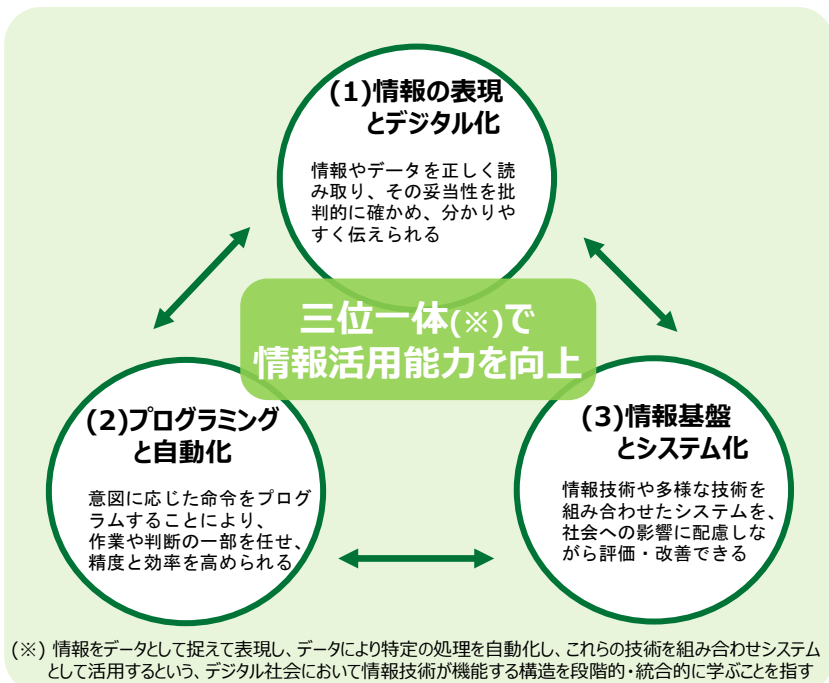 (1)情報の表現
とデジタル化
情報やデータを正しく読
み取り、その妥当性を批
判的に確かめ、分かりや
すく伝えられる
三位一体(※)で
情報活用能力を向上
(2)プログラミング
と自動化
意図に応じた命令をプログ
ラムすることにより、
作業や判断の一部を任せ、
精度と効率を高められる
(3)情報基盤
とシステム化
情報技術や多様な技術を
組み合わせたシステムを、
社会への影響に配慮しな
がら評価・改善できる
(※) 情報をデータとして捉えて表現し、データにより特定の処理を自動化し、これらの技術を組み合わせシステム
として活用するという、デジタル社会において情報技術が機能する構造を段階的・統合的に学ぶことを指す